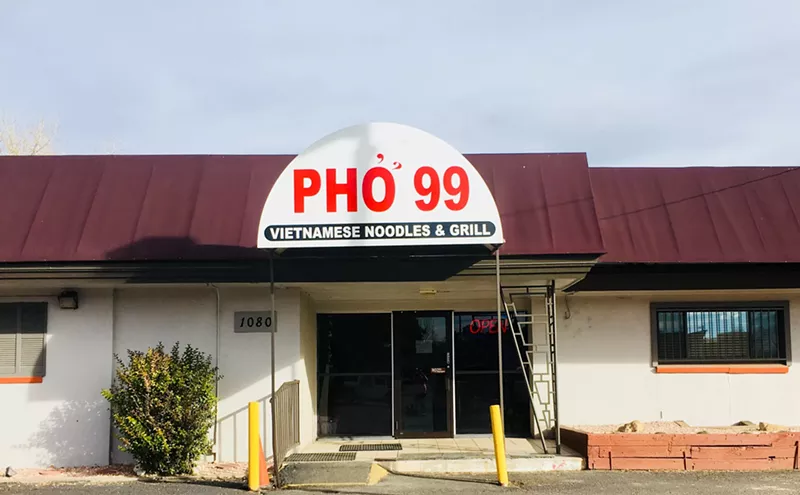 PHỞ 99
VIETNAMESE NOODLES & GRILL
1080
OPEN